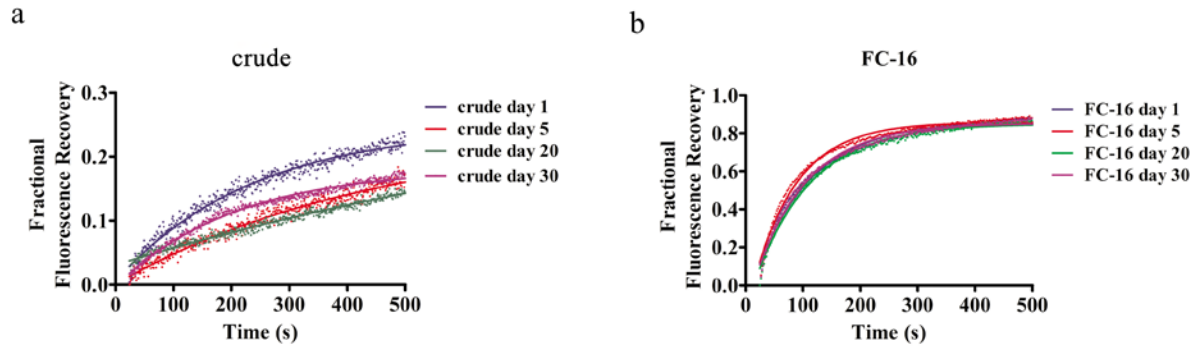 a
crude
Fractional
Fluorescence Recovery
0.3
0.2
0.1
0.0
0
100
200
300
400
500
Time (s)
crude day 1
crude day 5
crude day 20
crude day 30
b
FC-16
Fractional
Fluorescence Recovery
1.0
0.8
0.6
0.4
0.2
0.0
0
100
200
300
400
500
Time (s)
FC-16 day 1
FC-16 day 5
FC-16 day 20
FC-16 day 30